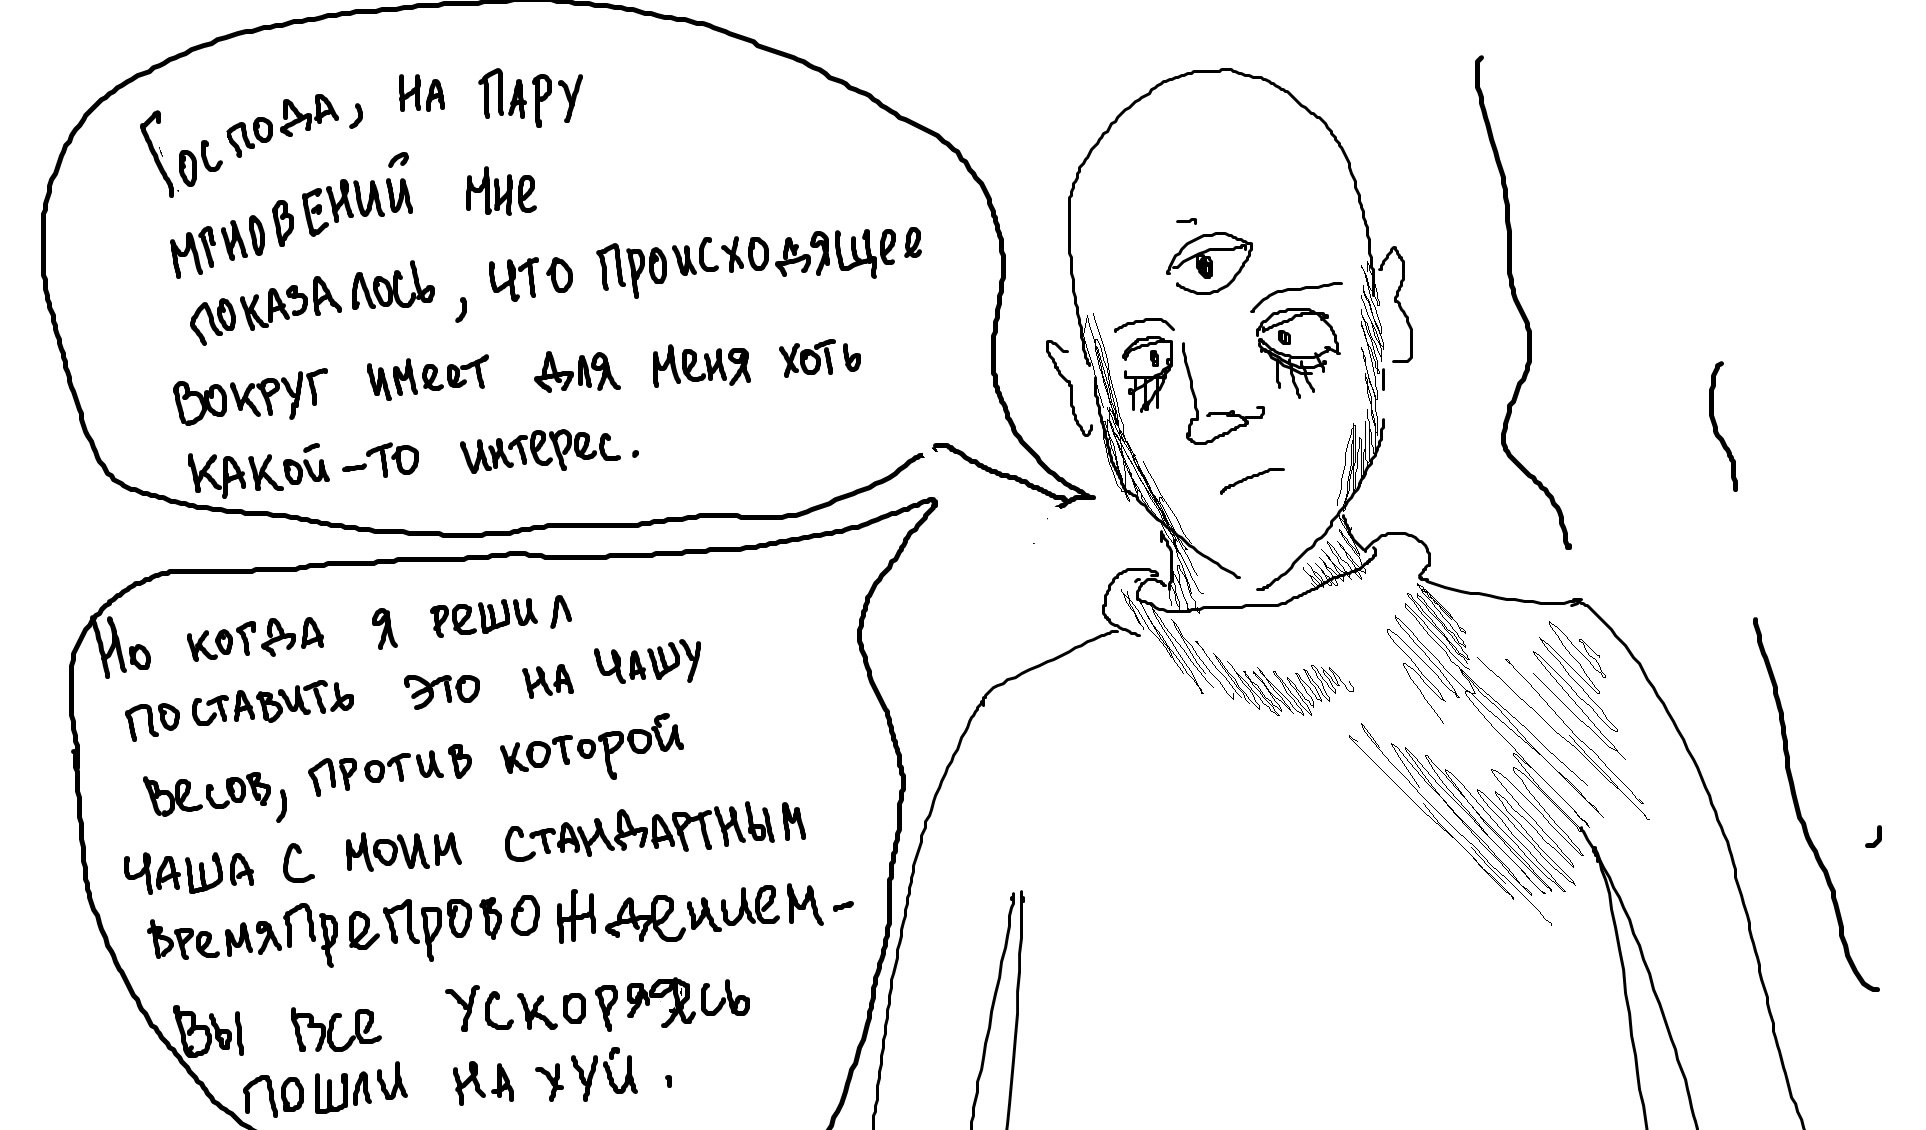 Господа, на пару
мгновений мне
показалось, что происходящее
вокруг имеет для меня хоть
какой-то интерес.
Но когда я решил
поставить это на чашу
весов, против которой
чаша с моим стандартным
времяпрепровождением-
вы все ускоряясь
пошли на хуй.